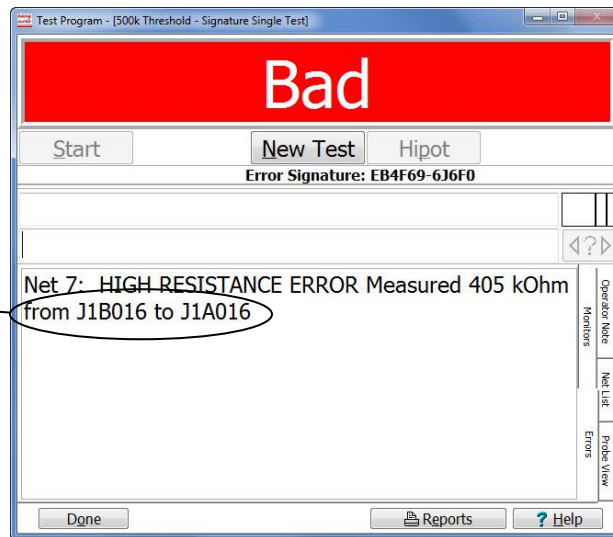 Test Program - [500k Threshold - Signature Single Test]
Bad
Start
New Test
Hipot
Error Signature: EB4F69-6J6F0
?
Net 7: HIGH RESISTANCE ERROR Measured 405 kOhm
from J1B016 to J1A016
Monitors
Errors
Operator Note
Net List
Probe View
Done
Reports
? Help